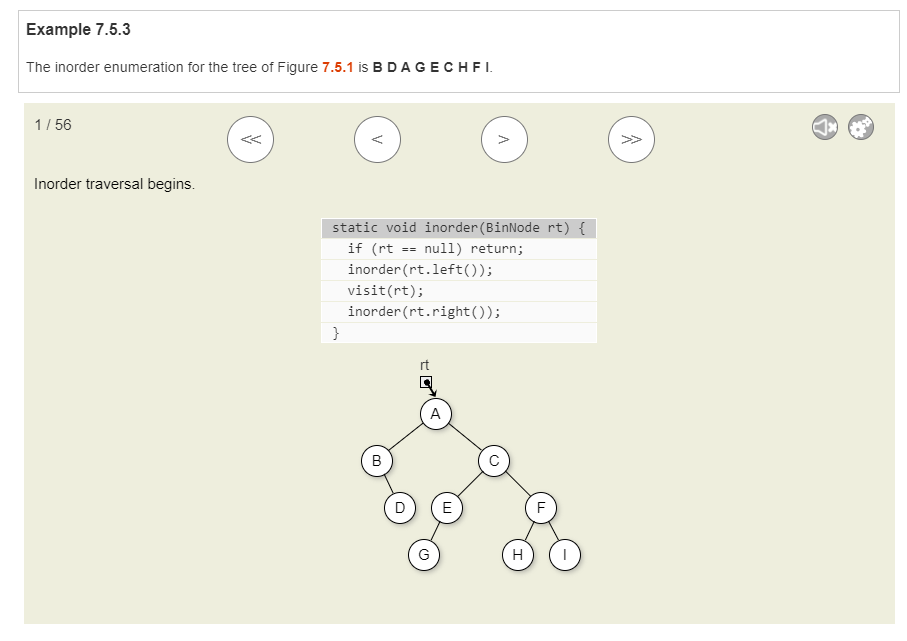 Example 7.5.3
The inorder enumeration for the tree of Figure 7.5.1 is B D A G E C H F I.
1 / 56
<<
<
>
>>
Inorder traversal begins.
static void inorder(BinNode rt) {
if (rt == null) return;
inorder(rt.left());
visit(rt);
inorder(rt.right());
}
rt
A
B
C
D
E
F
G
H
I